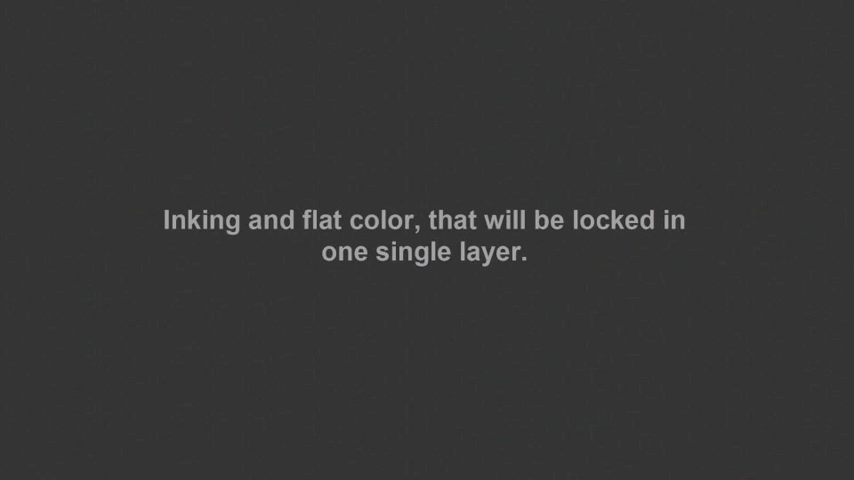 Inking and flat color, that will be locked in
one single layer.